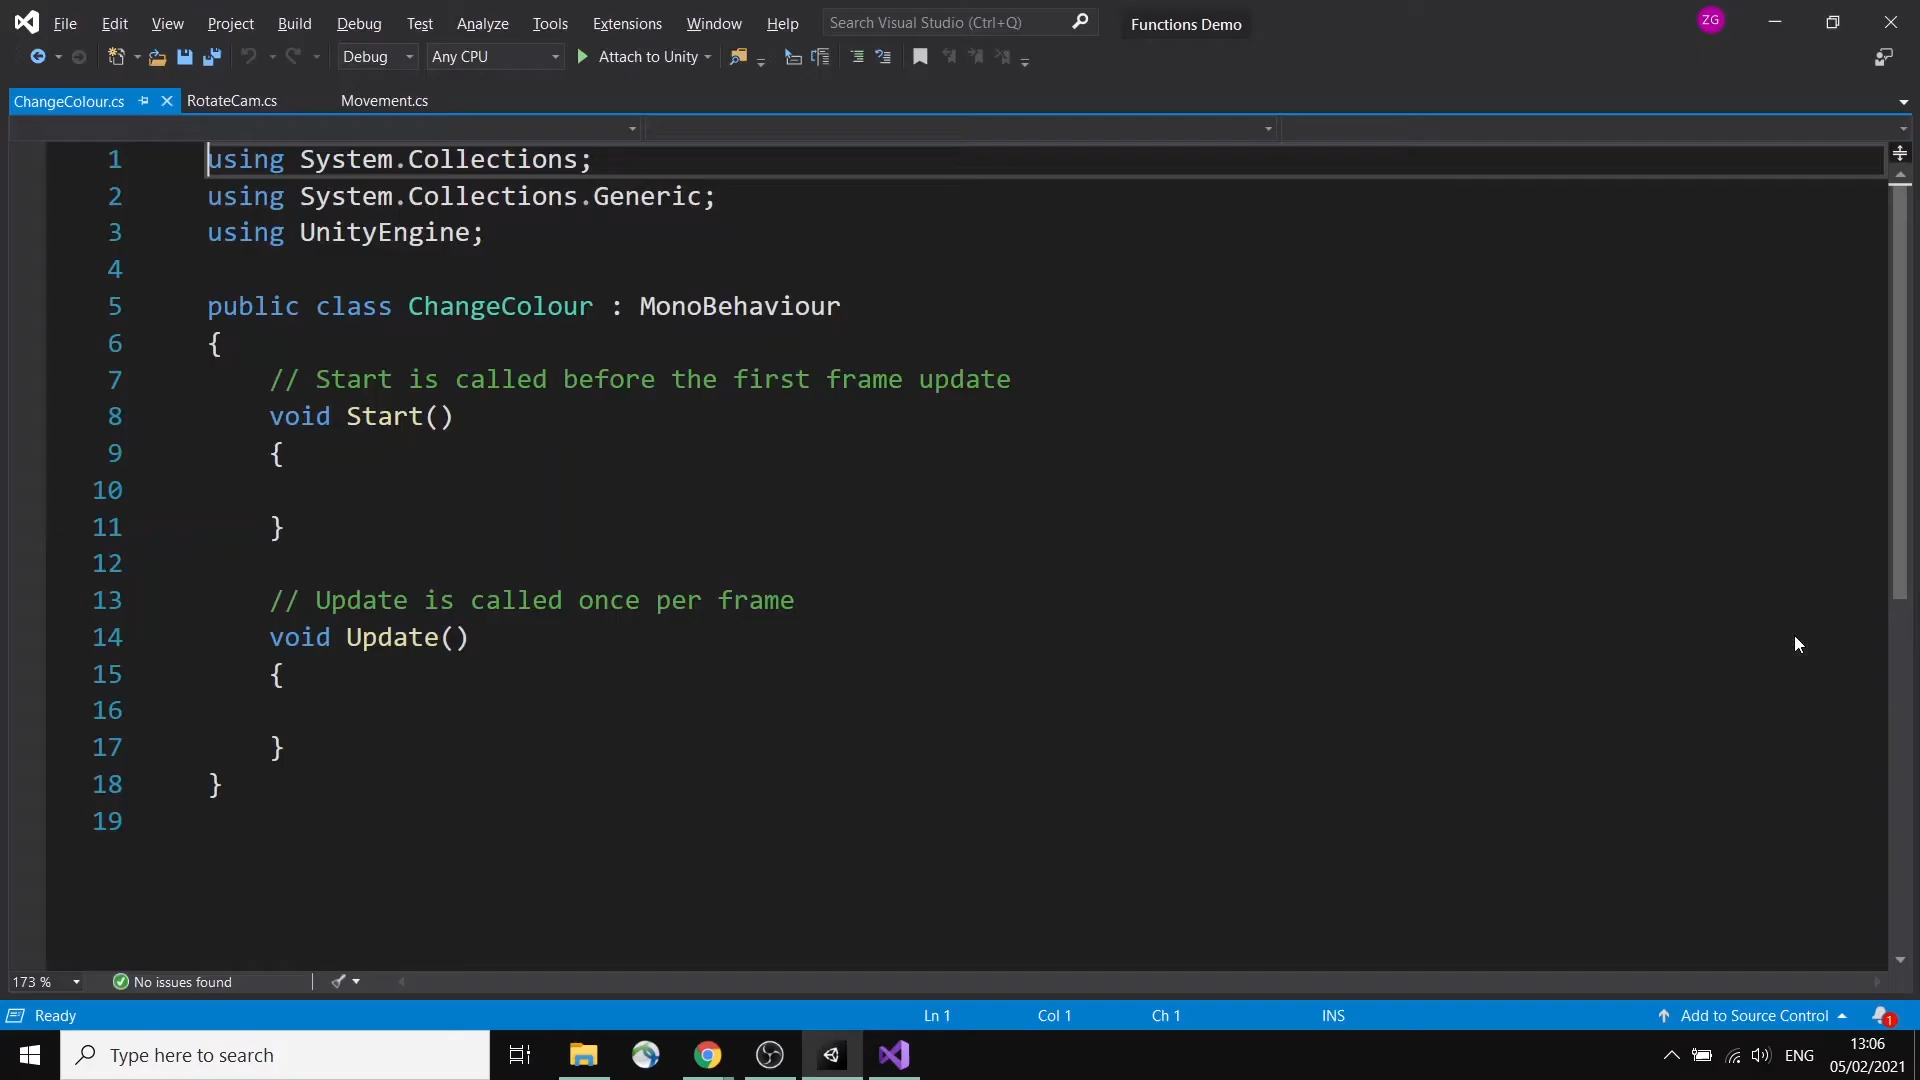 File Edit View Project Build Debug Test Analyze Tools Extensions Window Help Search Visual Studio (Ctrl+Q) Functions Demo ZG
Debug Any CPU Attach to Unity
ChangeColour.cs RotateCam.cs Movement.cs
1 using System.Collections;
2 using System.Collections.Generic;
3 using UnityEngine;
4
5 public class ChangeColour : MonoBehaviour
6 {
7 // Start is called before the first frame update
8 void Start()
9 {
10
11 }
12
13 // Update is called once per frame
14 void Update()
15 {
16
17 }
18 }
19
173 % No issues found
Ready Ln 1 Col 1 Ch 1 INS Add to Source Control 1
Type here to search ENG 13:06
05/02/2021